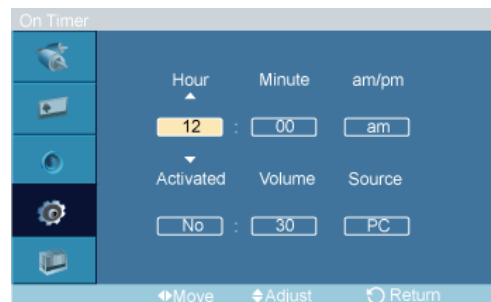 On Timer
Hour Minute am/pm
12 : 00 am
Activated Volume Source
No : 30 PC
Move Adjust Return